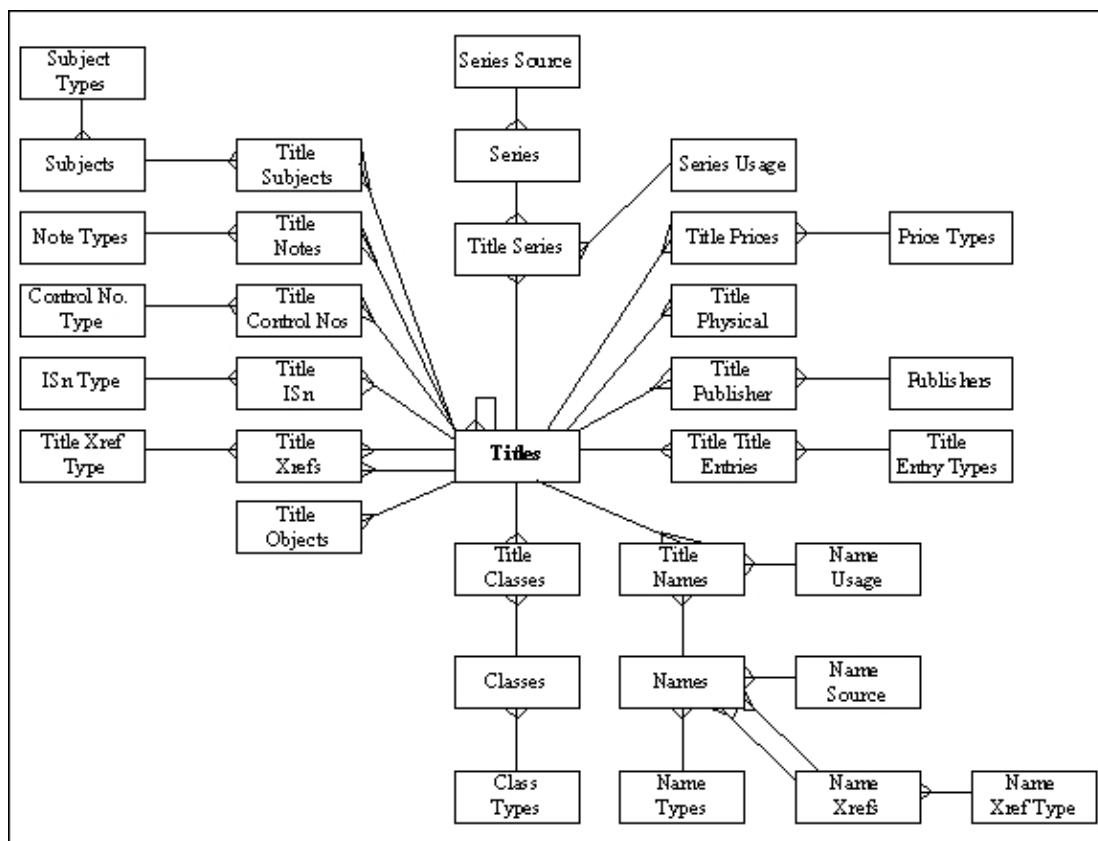 Subject
Types
Series Source
Subjects
Title
Subjects
Series
Series Usage
Note Types
Title
Notes
Title Series
Title Prices
Price Types
Control No.
Type
Title
Control Nos
Title
Physical
ISn Type
Title
ISn
Title
Publisher
Publishers
Title Xref
Type
Title
Xrefs
Titles
Title Title
Entries
Title
Entry Types
Title
Objects
Title
Classes
Title
Names
Name
Usage
Classes
Names
Name
Source
Class
Types
Name
Types
Name
Xrefs
Name
Xref Type